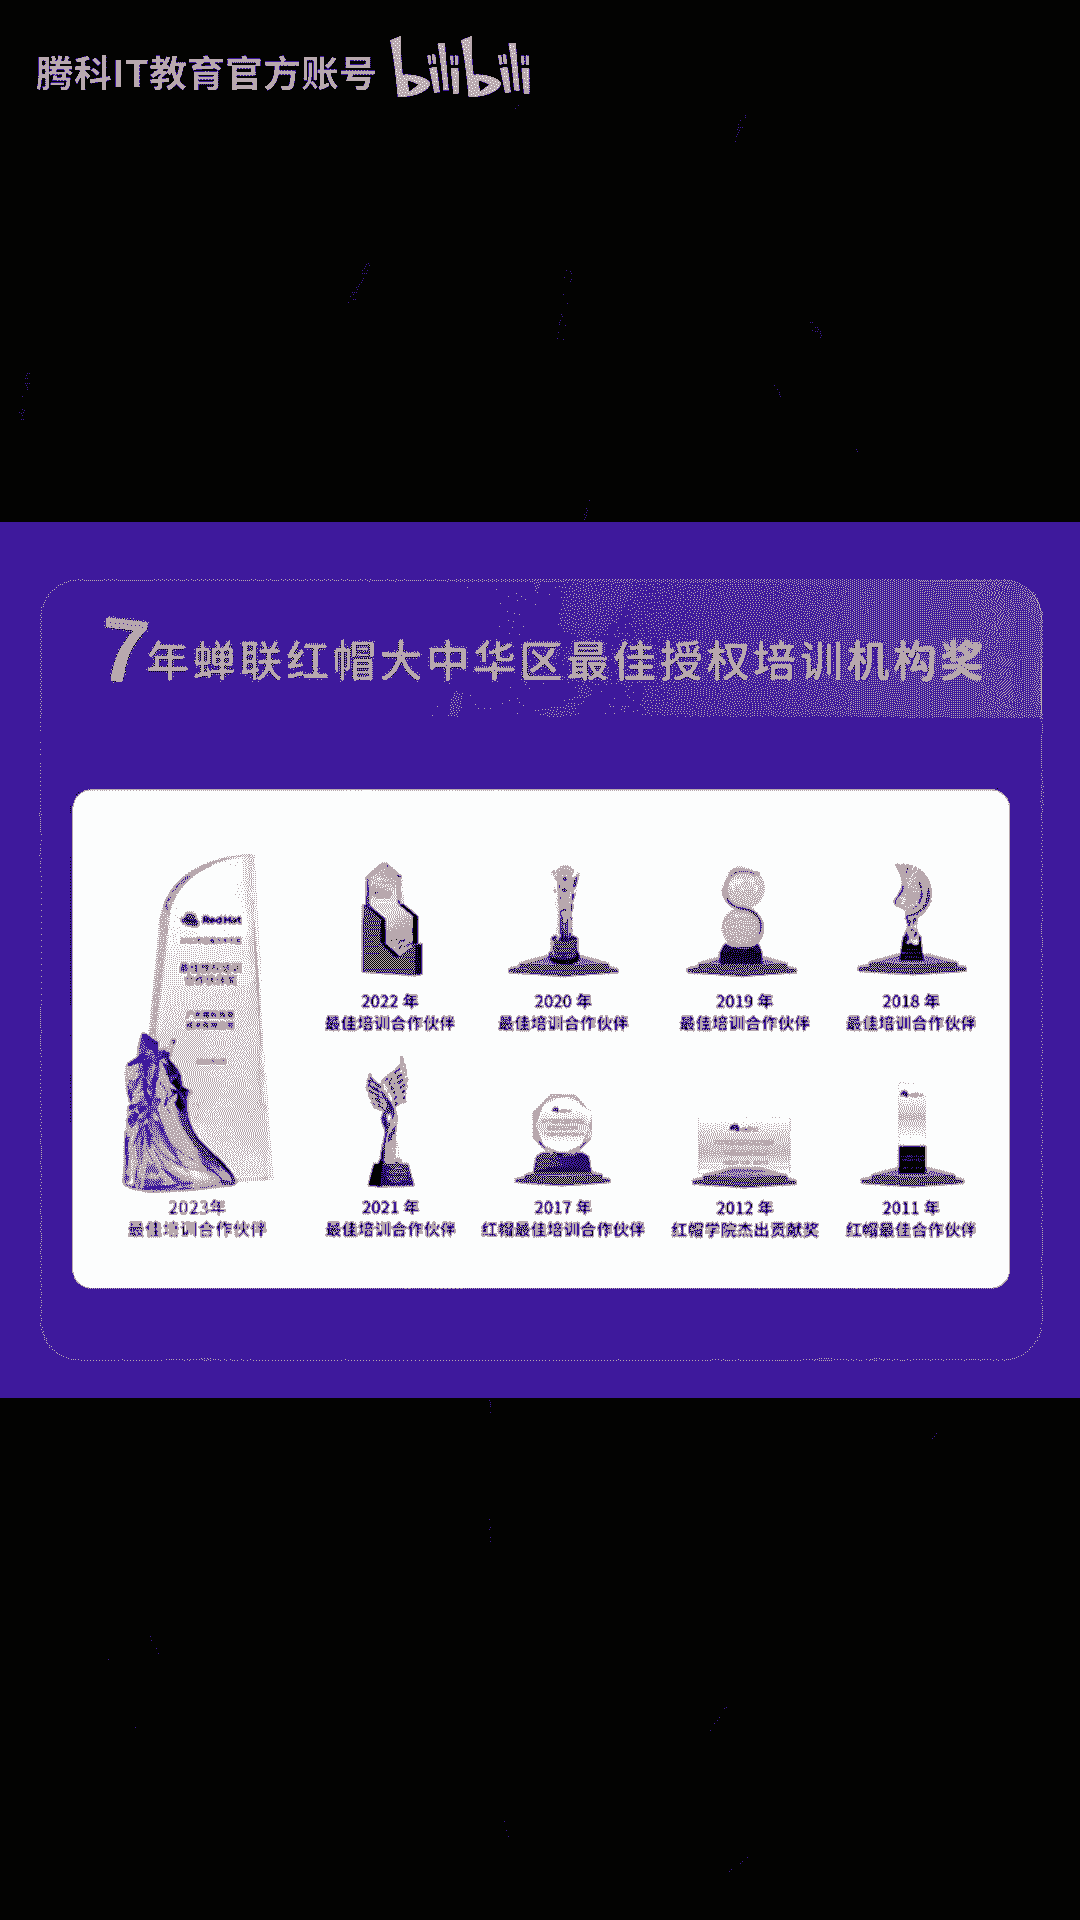 腾科IT教育官方账号 bilibili
7年蝉联红帽大中华区最佳授权培训机构奖
Red Hat
2022 年
最佳培训合作伙伴
2020 年
最佳培训合作伙伴
2019 年
最佳培训合作伙伴
2018 年
最佳培训合作伙伴
2023年
最佳培训合作伙伴
2021 年
最佳培训合作伙伴
2017 年
红帽最佳培训合作伙伴
2012 年
红帽学院杰出贡献奖
2011 年
红帽最佳合作伙伴